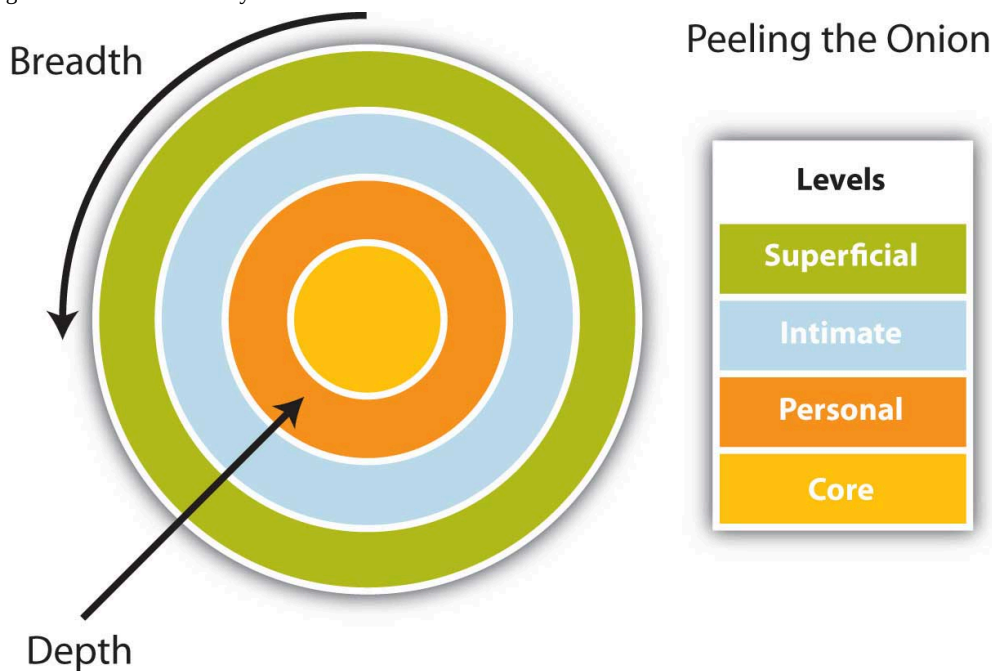 Peeling the Onion
Breadth
Levels
Superficial
Intimate
Personal
Core
Depth